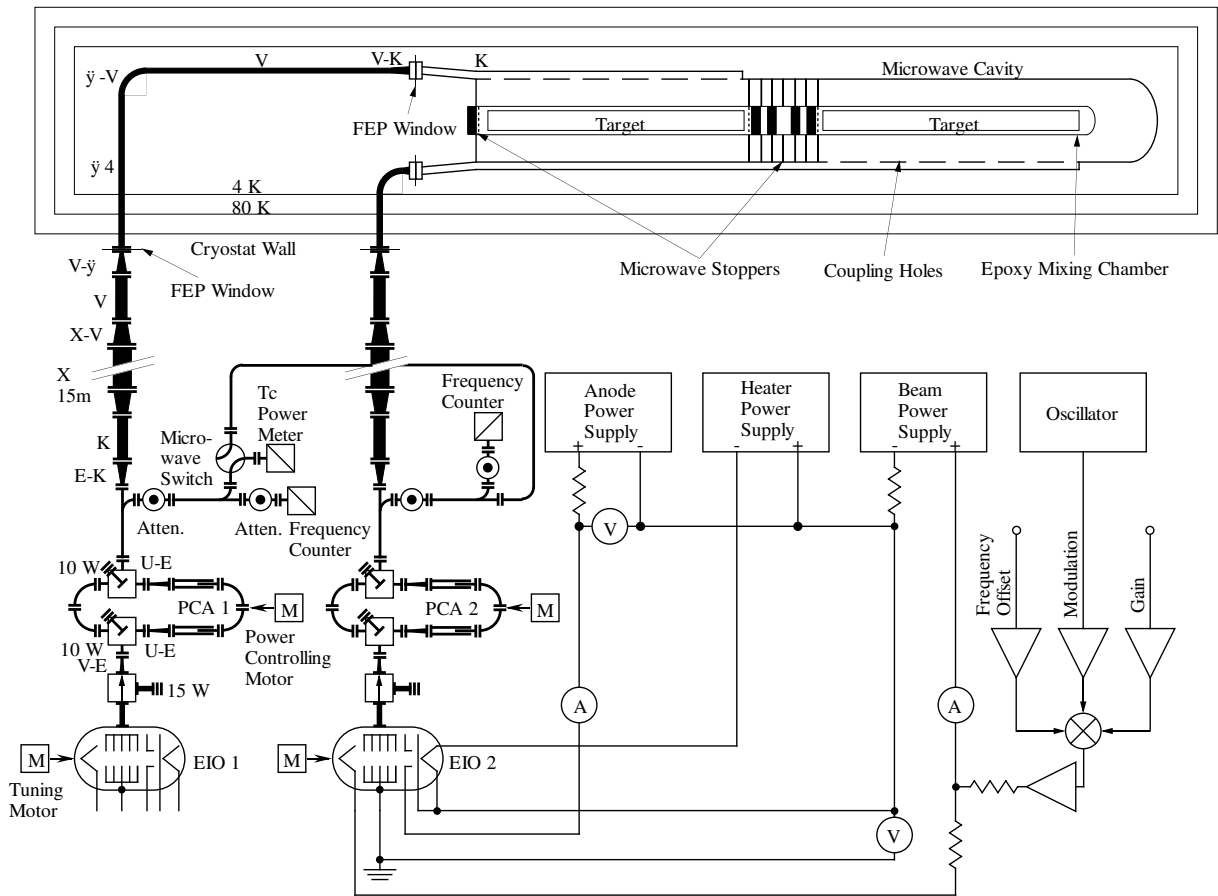 V
V-K
K
Microwave Cavity
ÿ -V
FEP Window
Target
Target
ÿ 4
4 K
80 K
Cryostat Wall
Microwave Stoppers
Coupling Holes
Epoxy Mixing Chamber
V-ÿ
FEP Window
V
X-V
X
15m
Tc
Power
Meter
Frequency
Counter
Anode
Power
Supply
+
-
Heater
Power
Supply
-
+
Beam
Power
Supply
-
+
Oscillator
K
Micro-
wave
Switch
E-K
Atten.
Atten.
Frequency
Counter
V
Frequency
Offset
Modulation
Gain
10 W
U-E
PCA 1
M
PCA 2
M
10 W
U-E
V-E
Power
Controlling
Motor
15 W
A
A
M
EIO 1
M
EIO 2
Tuning
Motor
V